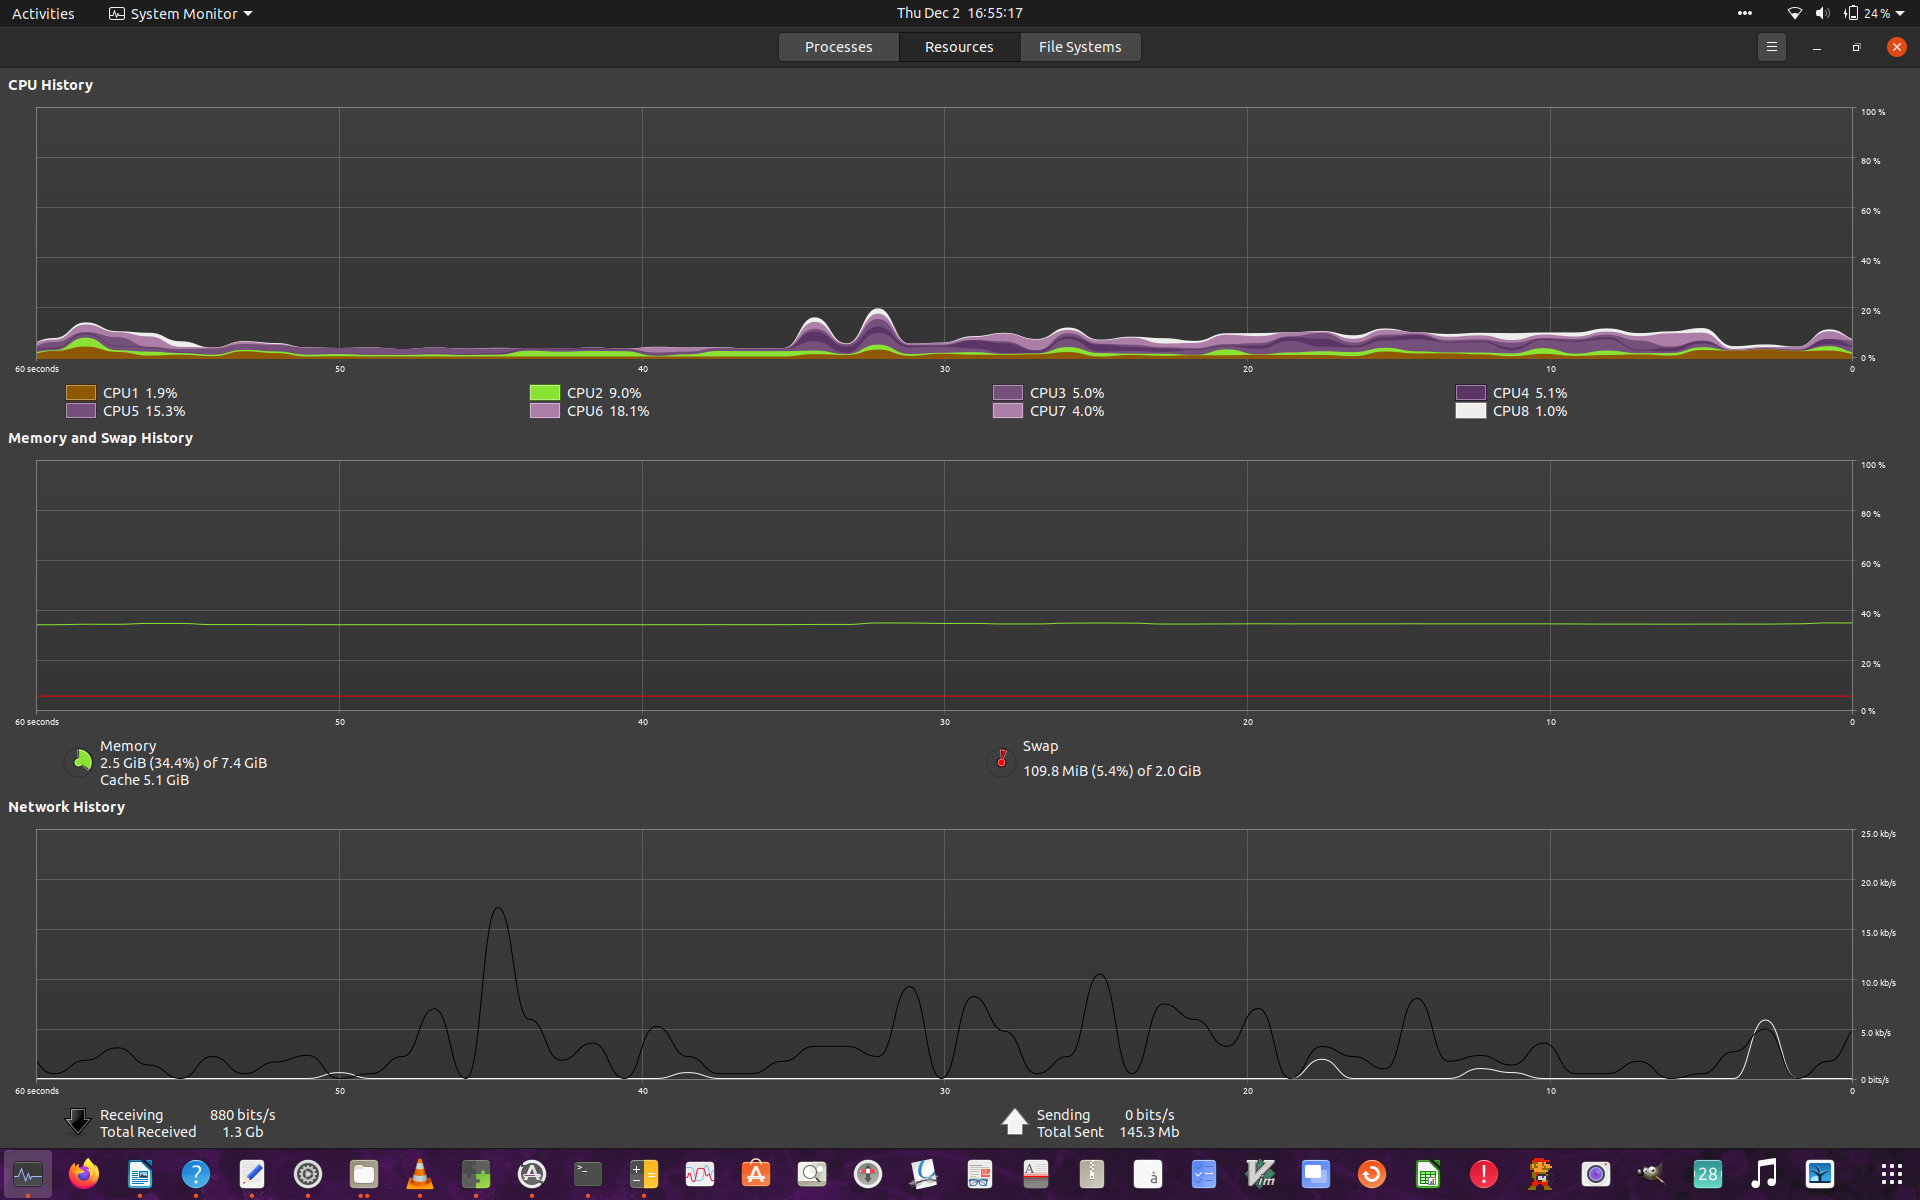 Activities System Monitor Thu Dec 2 16:55:17 24 %
Processes Resources File Systems
CPU History
100 %
80 %
60 %
40 %
20 %
0 %
60 seconds 50 40 30 20 10 0
CPU1 1.9% CPU2 9.0% CPU3 5.0% CPU4 5.1%
CPU5 15.3% CPU6 18.1% CPU7 4.0% CPU8 1.0%
Memory and Swap History
100 %
80 %
60 %
40 %
20 %
0 %
60 seconds 50 40 30 20 10 0
Memory
2.5 GiB (34.4%) of 7.4 GiB
Cache 5.1 GiB
Swap
109.8 MiB (5.4%) of 2.0 GiB
Network History
25.0 kb/s
20.0 kb/s
15.0 kb/s
10.0 kb/s
5.0 kb/s
0 bits/s
60 seconds 50 40 30 20 10 0
Receiving 880 bits/s
Total Received 1.3 Gb
Sending 0 bits/s
Total Sent 145.3 Mb
? >_ A à Vim ! 28